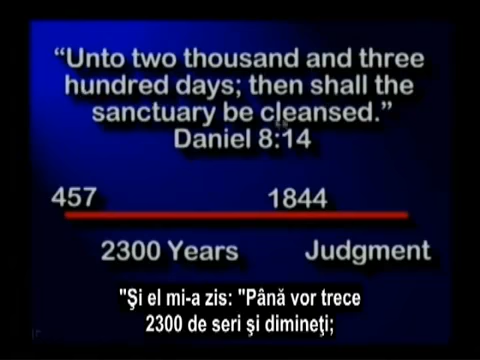 “Unto two thousand and three
hundred days; then shall the
sanctuary be cleansed.”
Daniel 8:14
457 1844
2300 Years Judgment
"Şi el mi-a zis: "Până vor trece
2300 de seri şi dimineţi;